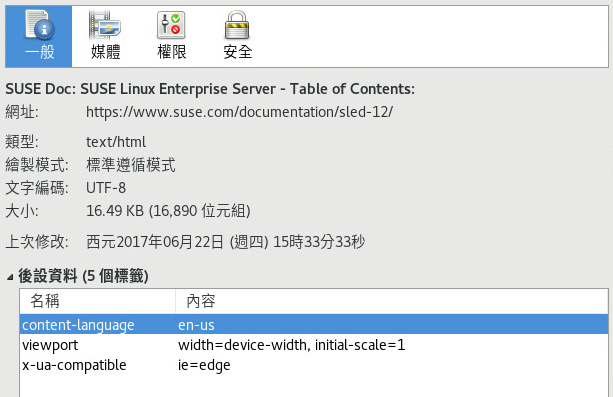 一般 媒體 權限 安全
SUSE Doc: SUSE Linux Enterprise Server - Table of Contents:
網址: https://www.suse.com/documentation/sled-12/
類型: text/html
繪製模式: 標準遵循模式
文字編碼: UTF-8
大小: 16.49 KB (16,890 位元組)
上次修改: 西元2017年06月22日 (週四) 15時33分33秒
後設資料 (5 個標籤)
名稱 內容
content-language en-us
viewport width=device-width, initial-scale=1
x-ua-compatible ie=edge